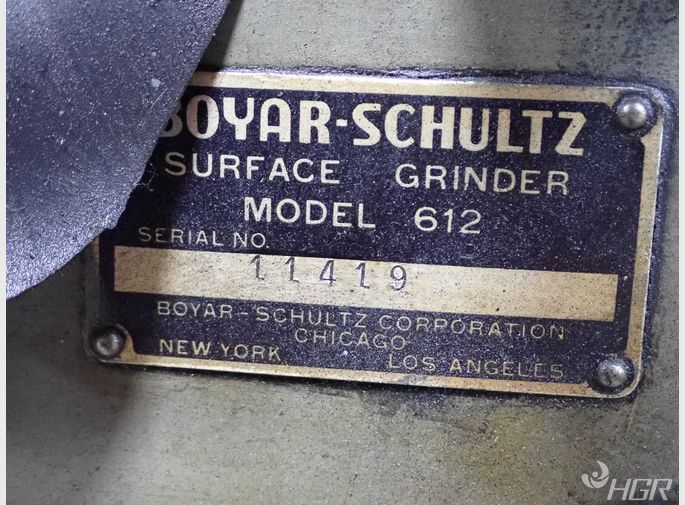 BOYAR-SCHULTZ
SURFACE GRINDER
MODEL 612
SERIAL NO.
11419
BOYAR-SCHULTZ CORPORATION
CHICAGO
NEW YORK LOS ANGELES
HGR